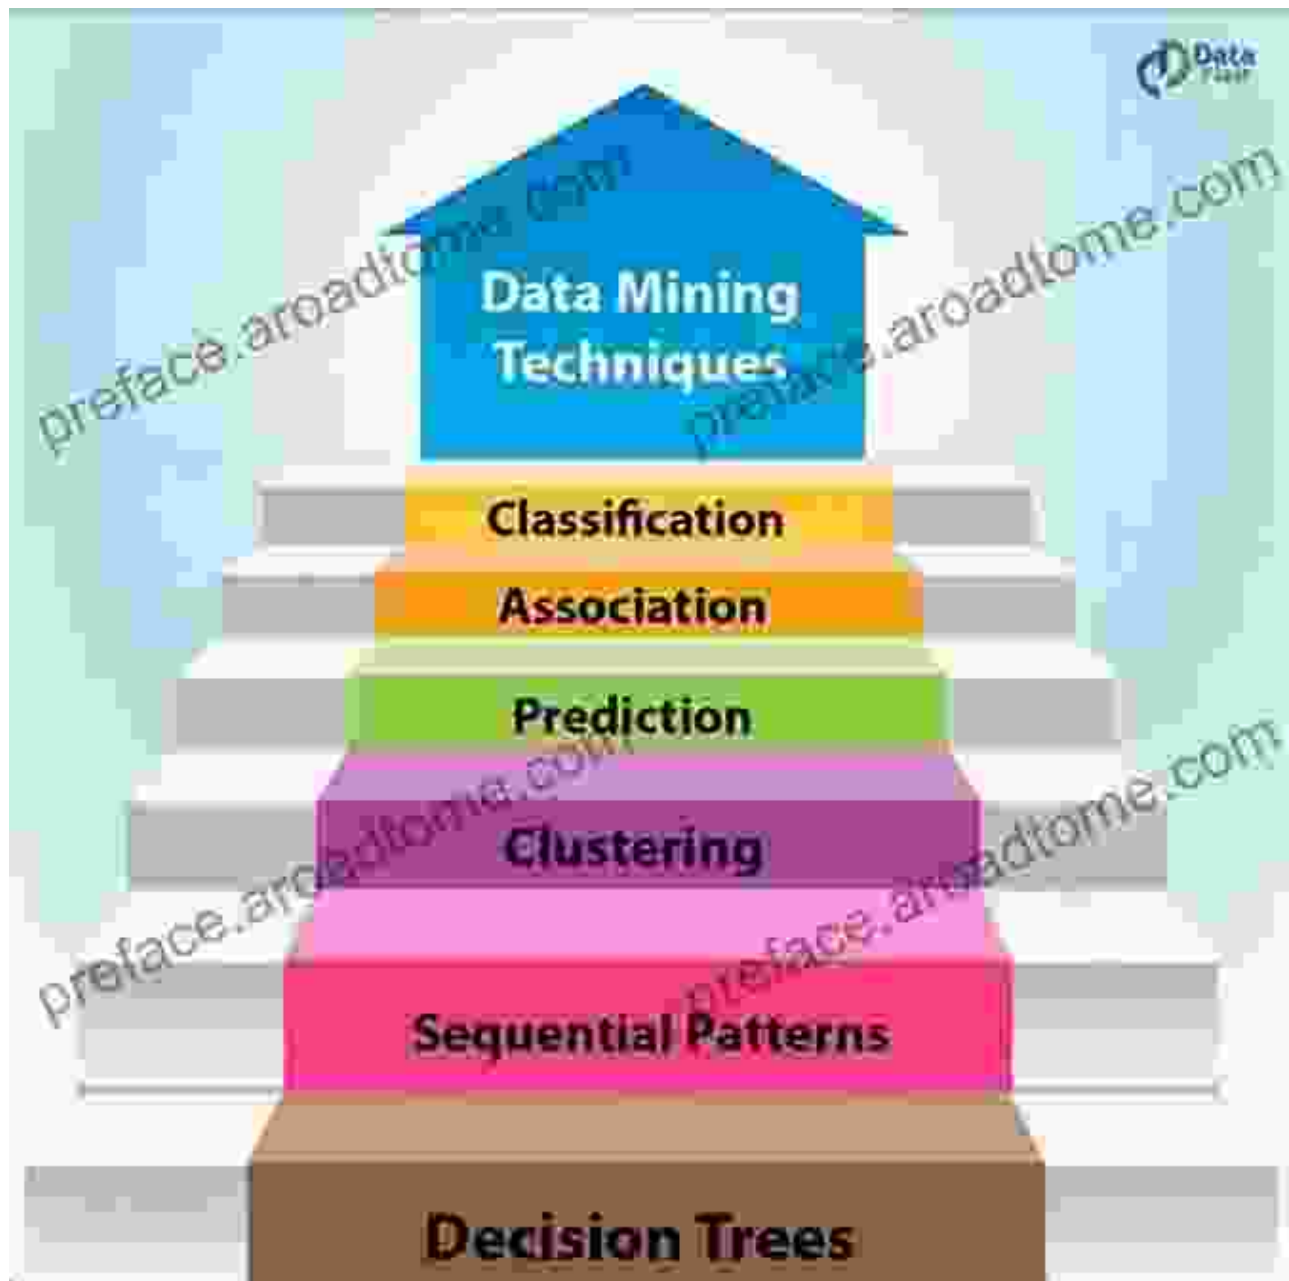 Data
Data Mining
Techniques
Classification
Association
Prediction
Clustering
Sequential Patterns
Decision Trees
preface.aroadtome.com
preface.aroadtome.com
preface.aroadtome.com
preface.aroadtome.com